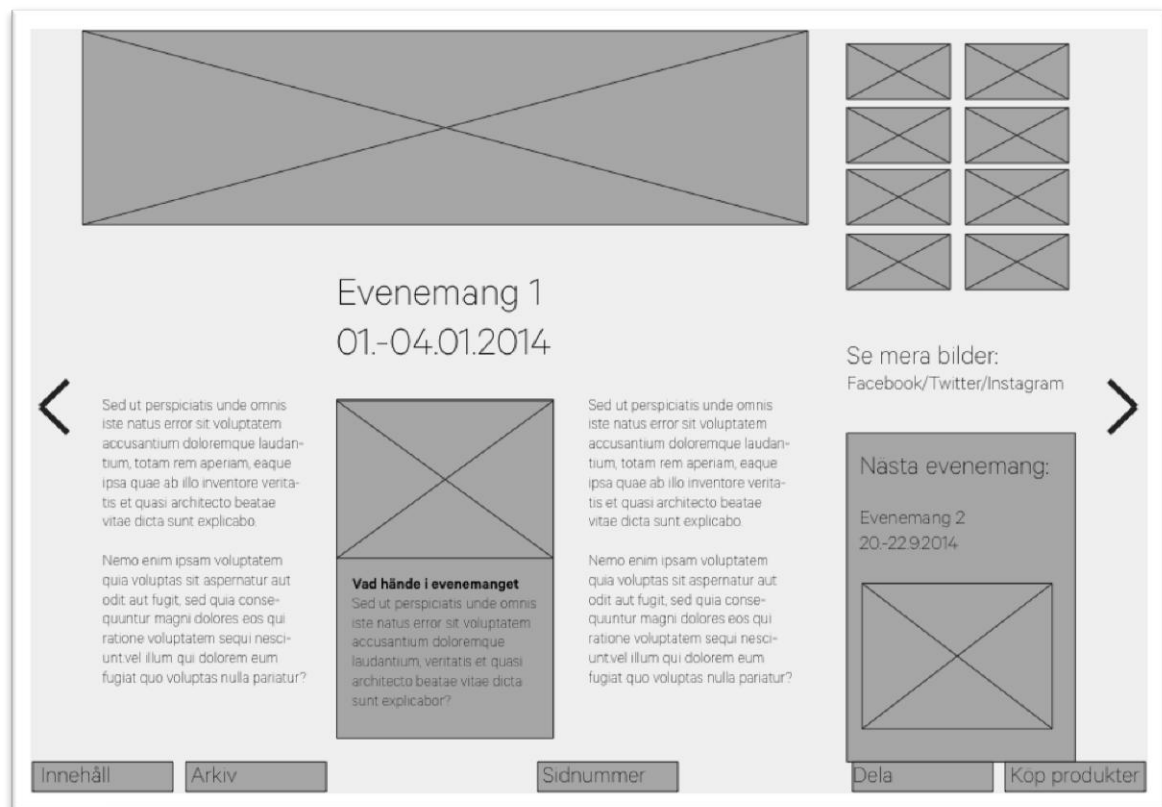 Evenemang 1
01.-04.01.2014
Sed ut perspiciatis unde omnis
iste natus error sit voluptatem
accusantium doloremque laudan-
tium, totam rem aperiam, eaque
ipsa quae ab illo inventore verita-
tis et quasi architecto beatae
vitae dicta sunt explicabo.
Nemo enim ipsam voluptatem
quia voluptas sit aspernatur aut
odit aut fugit, sed quia conse-
quuntur magni dolores eos qui
ratione voluptatem sequi nesci-
unt.vel illum qui dolorem eum
fugiat quo voluptas nulla pariatur?
Vad hände i evenemanget
Sed ut perspiciatis unde omnis
iste natus error sit voluptatem
accusantium doloremque
laudantium, veritatis et quasi
architecto beatae vitae dicta
sunt explicabor?
Sed ut perspiciatis unde omnis
iste natus error sit voluptatem
accusantium doloremque laudan-
tium, totam rem aperiam, eaque
ipsa quae ab illo inventore verita-
tis et quasi architecto beatae
vitae dicta sunt explicabo.
Nemo enim ipsam voluptatem
quia voluptas sit aspernatur aut
odit aut fugit, sed quia conse-
quuntur magni dolores eos qui
ratione voluptatem sequi nesci-
unt.vel illum qui dolorem eum
fugiat quo voluptas nulla pariatur?
Se mera bilder:
Facebook/Twitter/Instagram
Nästa evenemang:
Evenemang 2
20.-22.9.2014
Innehåll
Arkiv
Sidnummer
Dela
Köp produkter